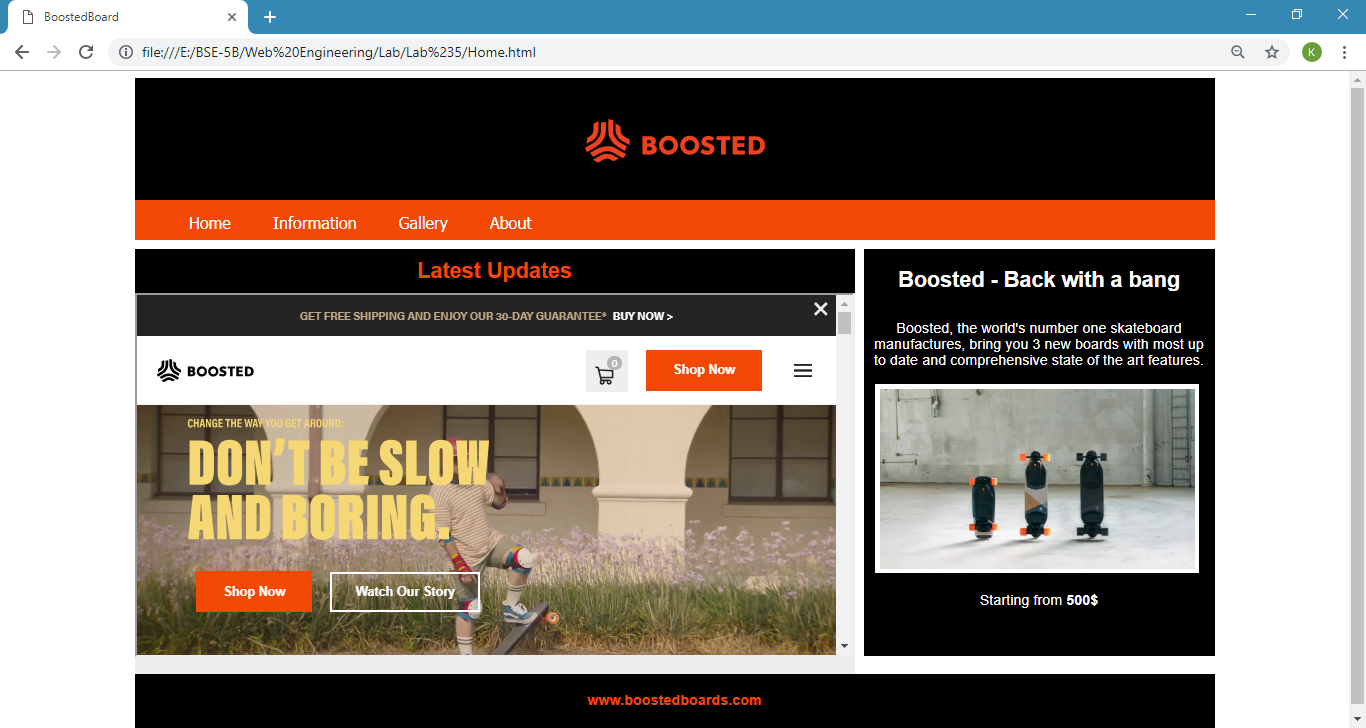 BoostedBoard
file:///E:/BSE-5B/Web%20Engineering/Lab/Lab%235/Home.html
K
BOOSTED
Home Information Gallery About
Latest Updates
GET FREE SHIPPING AND ENJOY OUR 30-DAY GUARANTEE* BUY NOW >
BOOSTED
0
Shop Now
CHANGE THE WAY YOU GET AROUND:
DON'T BE SLOW
AND BORING.
Shop Now
Watch Our Story
Boosted - Back with a bang
Boosted, the world's number one skateboard
manufactures, bring you 3 new boards with most up
to date and comprehensive state of the art features.
Starting from 500$
www.boostedboards.com